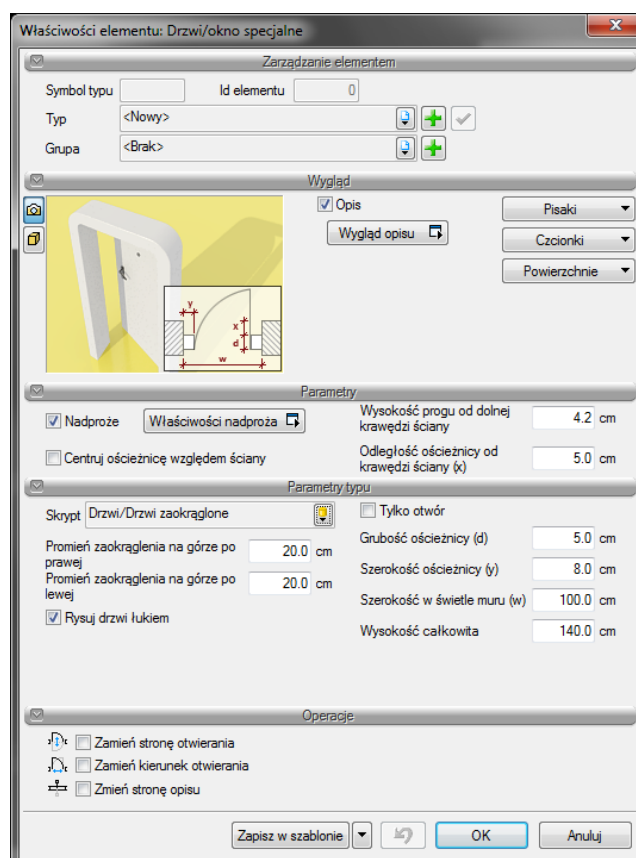 Właściwości elementu: Drzwi/okno specjalne
Zarządzanie elementem
Symbol typu Id elementu 0
Typ <Nowy>
Grupa <Brak>
Wygląd
Opis
Wygląd opisu
Pisaki
Czcionki
Powierzchnie
y
x
d
w
Parametry
Nadproże Właściwości nadproża
Wysokość progu od dolnej
krawędzi ściany 4.2 cm
Centruj ościeżnicę względem ściany
Odległość ościeżnicy od
krawędzi ściany (x) 5.0 cm
Parametry typu
Skrypt Drzwi/Drzwi zaokrąglone
Tylko otwór
Promień zaokrąglenia na górze po
prawej 20.0 cm
Promień zaokrąglenia na górze po
lewej 20.0 cm
Rysuj drzwi łukiem
Grubość ościeżnicy (d) 5.0 cm
Szerokość ościeżnicy (y) 8.0 cm
Szerokość w świetle muru (w) 100.0 cm
Wysokość całkowita 140.0 cm
Operacje
Zamień stronę otwierania
Zamień kierunek otwierania
Zmień stronę opisu
Zapisz w szablonie OK Anuluj